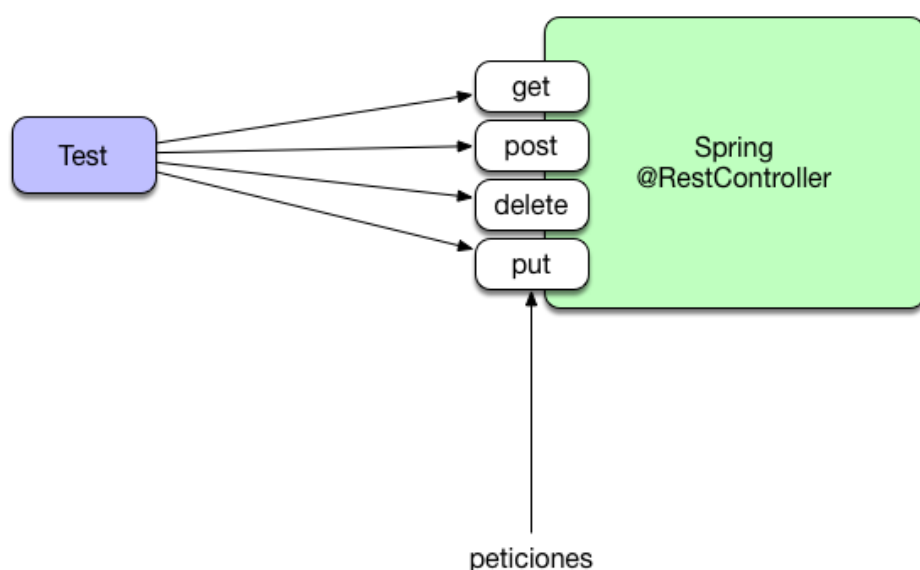 get
post
delete
put
Test
Spring
@RestController
peticiones